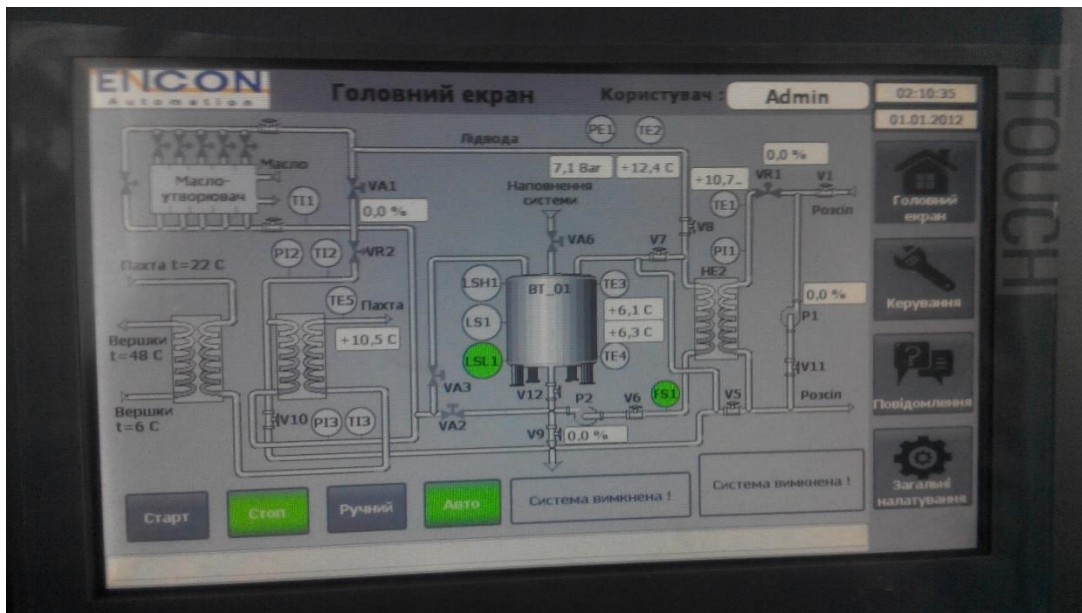 ENCON
Automation
Головний екран
Користувач :
Admin
02:10:35
01.01.2012
TOUCH
Лідвода
PE1
TE2
7,1 Bar
+12,4 C
0,0 %
Масло
Масло-
утворювач
TI1
VA1
0,0 %
Наповнення
системи
+10,7..
VR1
V1
TE1
Розсіл
Головний
екран
PI2
TI2
VR2
VA6
V7
V8
PI1
Пахта t=22 C
LSH1
BT_01
TE3
HE2
TE5
Пахта
+6,1 C
0,0 %
Керування
LS1
+6,3 C
P1
Вершки
t=48 C
+10,5 C
LSL1
TE4
V11
VA3
V12
P2
V6
FS1
V5
Розсіл
Повідомлення
Вершки
t=6 C
V10
PI3
TI3
VA2
V9
0,0 %
Старт
Стоп
Ручний
Авто
Система вимкнена !
Система вимкнена !
Загальні
налатування